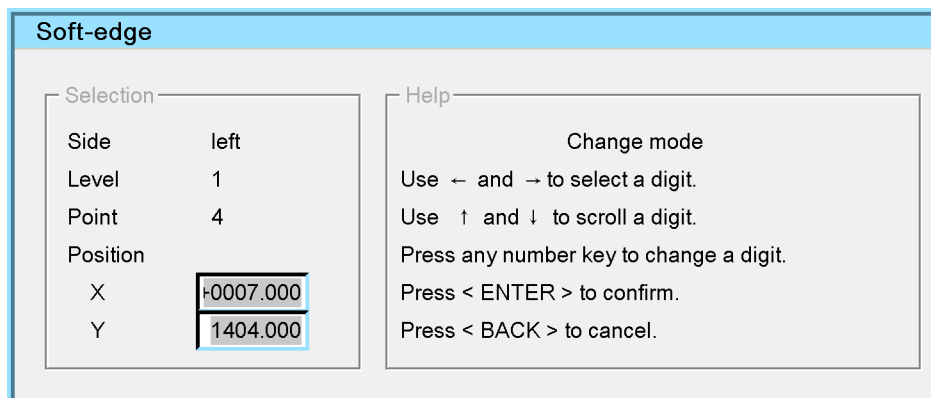 Soft-edge
Selection
Side left
Level 1
Point 4
Position
X +0007.000
Y 1404.000
Help
Change mode
Use ← and → to select a digit.
Use ↑ and ↓ to scroll a digit.
Press any number key to change a digit.
Press < ENTER > to confirm.
Press < BACK > to cancel.